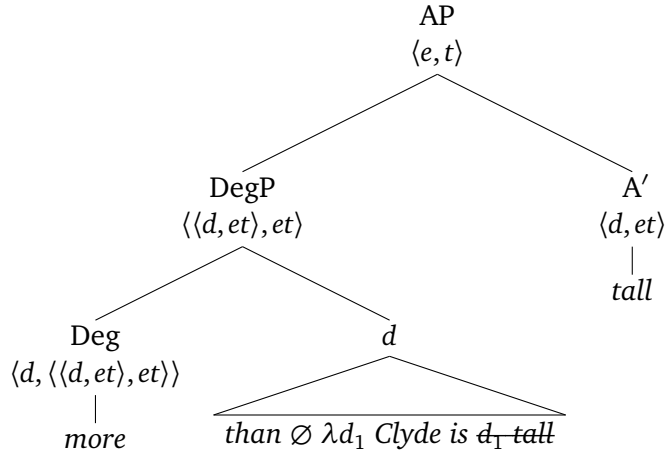 AP
⟨e, t⟩
DegP
A′
⟨⟨d, et⟩, et⟩
⟨d, et⟩
tall
Deg
d
⟨d, ⟨⟨d, et⟩, et⟩⟩
more
than ∅ λd₁ Clyde is d₁ tall